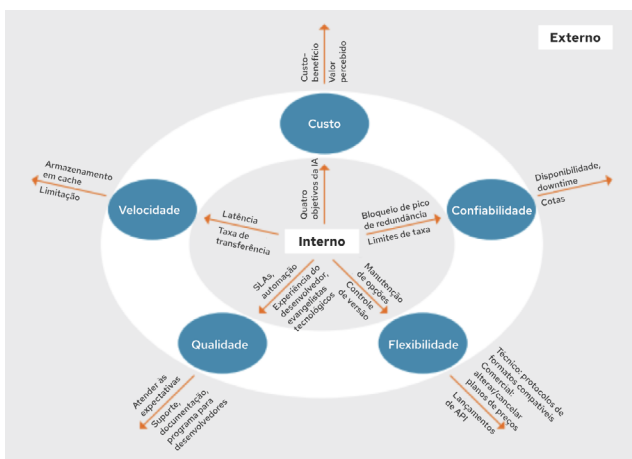 Externo
Custo-
benefício
Valor
percebido
Custo
Quatro
objetivos da IA
Armazenamento
em cache
Limitação
Velocidade
Latência
Taxa de
transferência
Interno
Bloqueio de pico
de redundância
Limites de taxa
Confiabilidade
Disponibilidade,
downtime
Cotas
SLAs,
automação
Experiência do
desenvolvedor,
evangelistas
tecnológicos
Manutenção
de opções
Controle
de versão
Qualidade
Flexibilidade
Atender às
expectativas
Suporte,
documentação,
programa para
desenvolvedores
Técnico: protocolos de
formatos compatíveis
Comercial:
alterar/cancelar
planos de preços
Lançamentos
de API